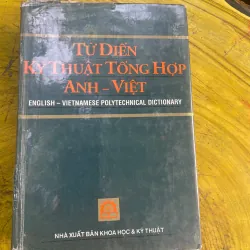 TỪ ĐIỂN
KỸ THUẬT TỔNG HỢP
ANH – VIỆT
ENGLISH – VIETNAMESE POLYTECHNICAL DICTIONARY
NHÀ XUẤT BẢN KHOA HỌC & KỸ THUẬT